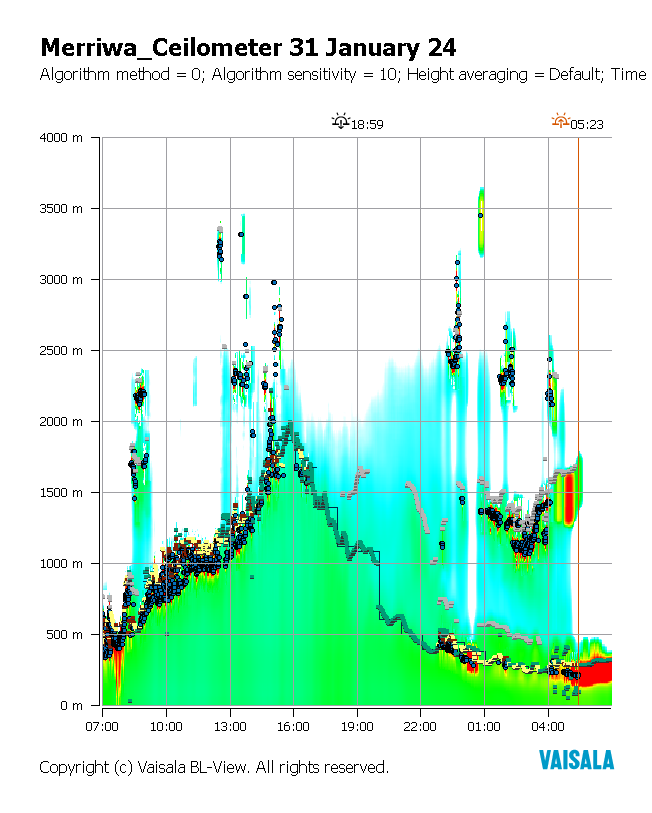 Merriwa_Ceilometer 31 January 24
Algorithm method = 0; Algorithm sensitivity = 10; Height averaging = Default; Time
18:59
05:23
4000 m
3500 m
3000 m
2500 m
2000 m
1500 m
1000 m
500 m
0 m
07:00 10:00 13:00 16:00 19:00 22:00 01:00 04:00
VAISALA
Copyright (c) Vaisala BL-View. All rights reserved.